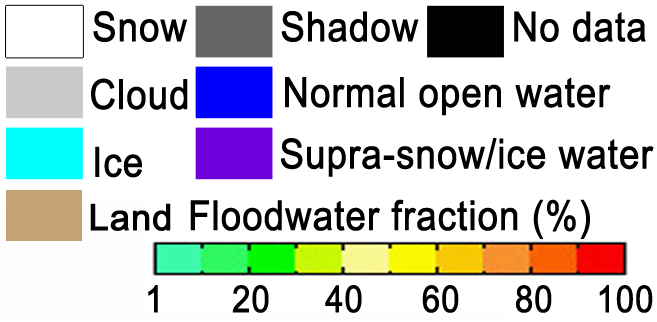 Snow Shadow No data
Cloud Normal open water
Ice Supra-snow/ice water
Land Floodwater fraction (%)
1 20 40 60 80 100